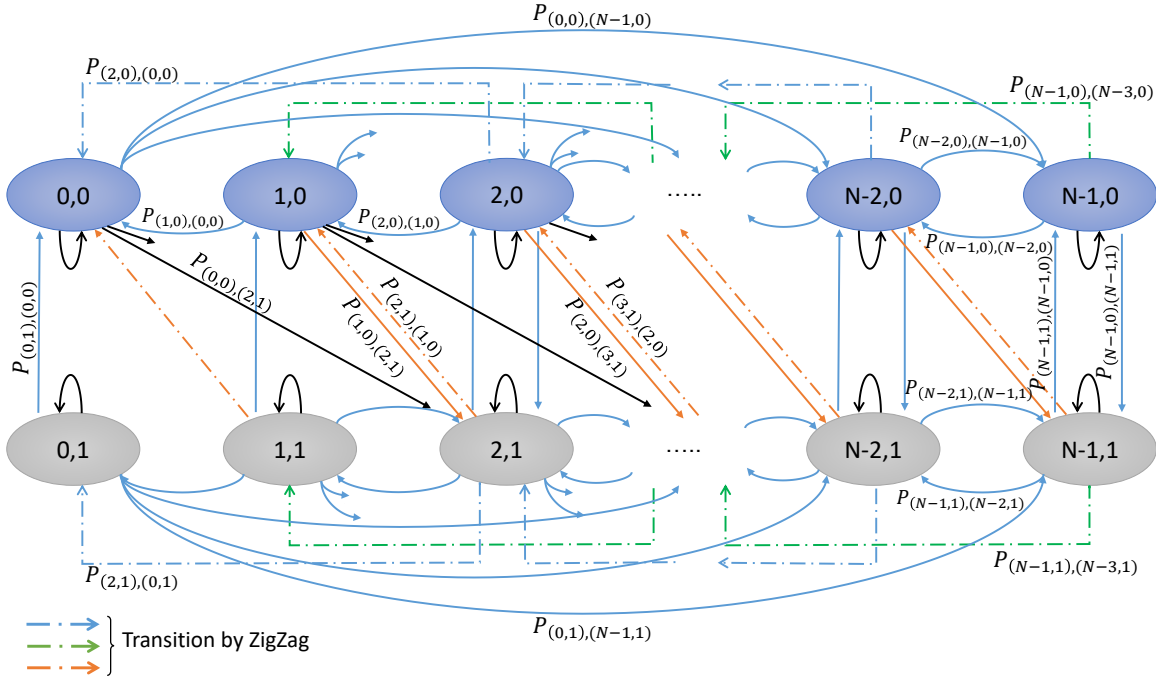 P(0,0),(N−1,0)
P(2,0),(0,0)
P(N−1,0),(N−3,0)
P(N−2,0),(N−1,0)
0,0
1,0
2,0
.....
N-2,0
N-1,0
P(1,0),(0,0)
P(2,0),(1,0)
P(N−1,0),(N−2,0)
P(0,1),(0,0)
P(0,0),(2,1)
P(2,1),(1,0)
P(1,0),(2,1)
P(3,1),(2,0)
P(2,0),(3,1)
P(N−1,1),(N−1,0)
P(N−1,0),(N−1,1)
P(N−2,1),(N−1,1)
0,1
1,1
2,1
.....
N-2,1
N-1,1
P(N−1,1),(N−2,1)
P(2,1),(0,1)
P(N−1,1),(N−3,1)
P(0,1),(N−1,1)
Transition by ZigZag